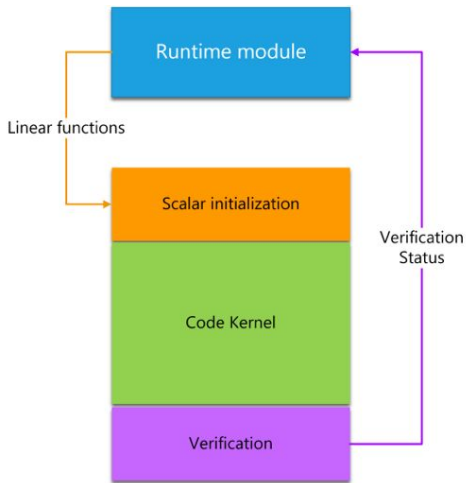 Runtime module
Linear functions
Scalar initialization
Verification
Status
Code Kernel
Verification